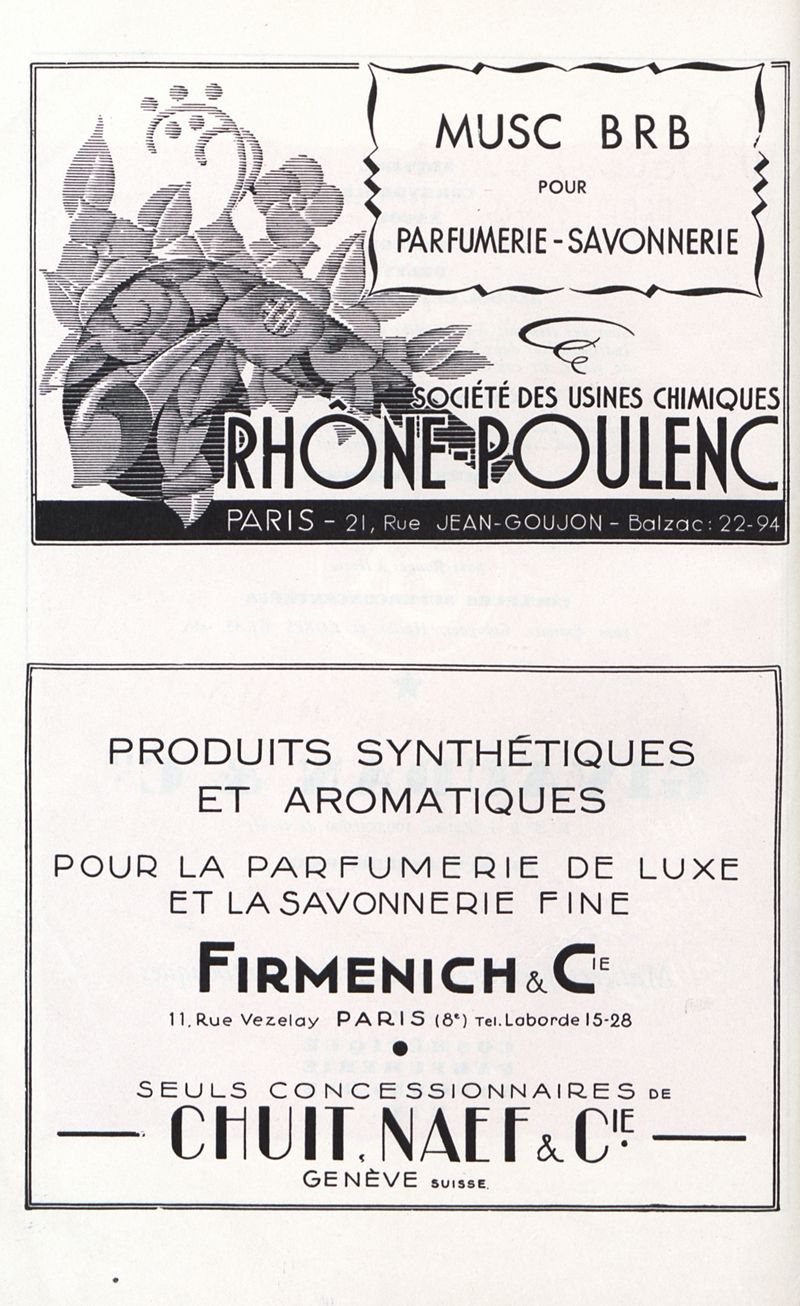 MUSC BRB
POUR
PARFUMERIE-SAVONNERIE
SOCIÉTÉ DES USINES CHIMIQUES
RHÔNE-POULENC
PARIS - 21, Rue JEAN-GOUJON - Balzac: 22-94
PRODUITS SYNTHÉTIQUES
ET AROMATIQUES
POUR LA PARFUMERIE DE LUXE
ET LA SAVONNERIE FINE
FIRMENICH & CIE
11, Rue Vezelay PARIS (8e) Tel. Laborde 15-28
SEULS CONCESSIONNAIRES DE
CHUIT, NAEF & CIE.
GENÈVE SUISSE.